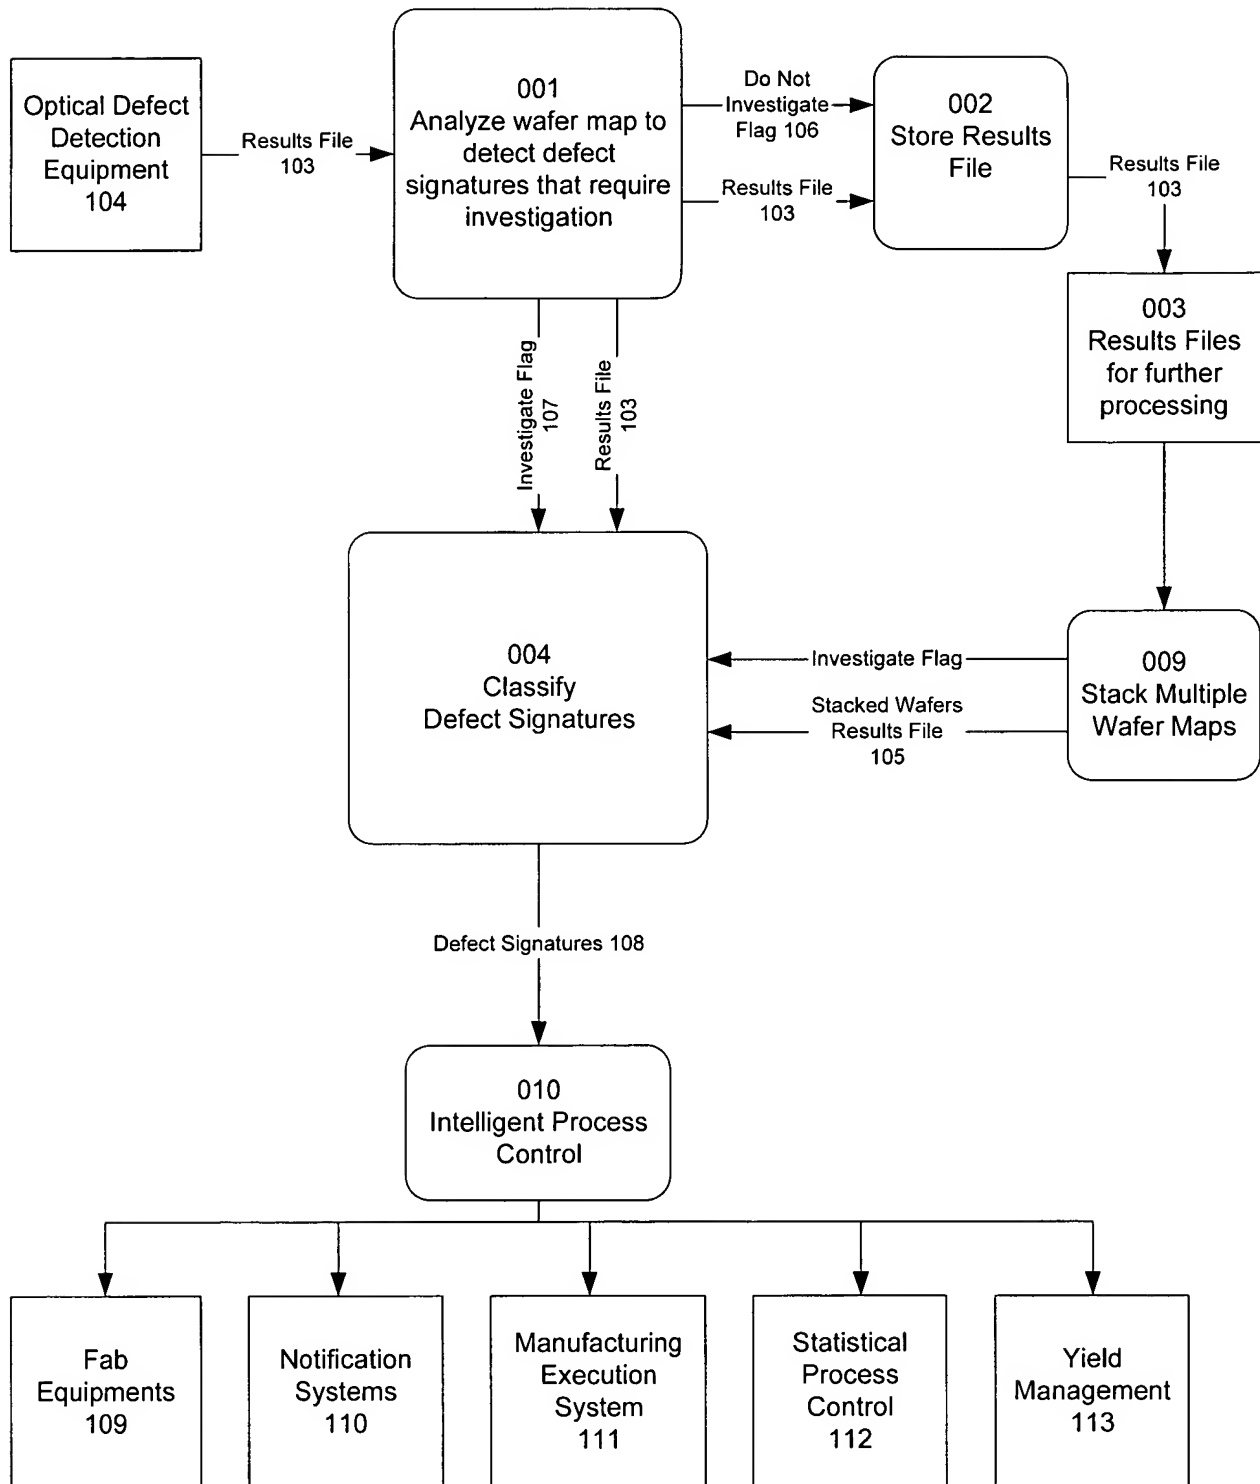 Optical Defect
Detection
Equipment
104
Results File
103
001
Analyze wafer map to
detect defect
signatures that require
investigation
Do Not
Investigate
Flag 106
Results File
103
002
Store Results
File
Results File
103
003
Results Files
for further
processing
Investigate Flag
107
Results File
103
004
Classify
Defect Signatures
Investigate Flag
Stacked Wafers
Results File
105
009
Stack Multiple
Wafer Maps
Defect Signatures 108
010
Intelligent Process
Control
Fab
Equipments
109
Notification
Systems
110
Manufacturing
Execution
System
111
Statistical
Process
Control
112
Yield
Management
113